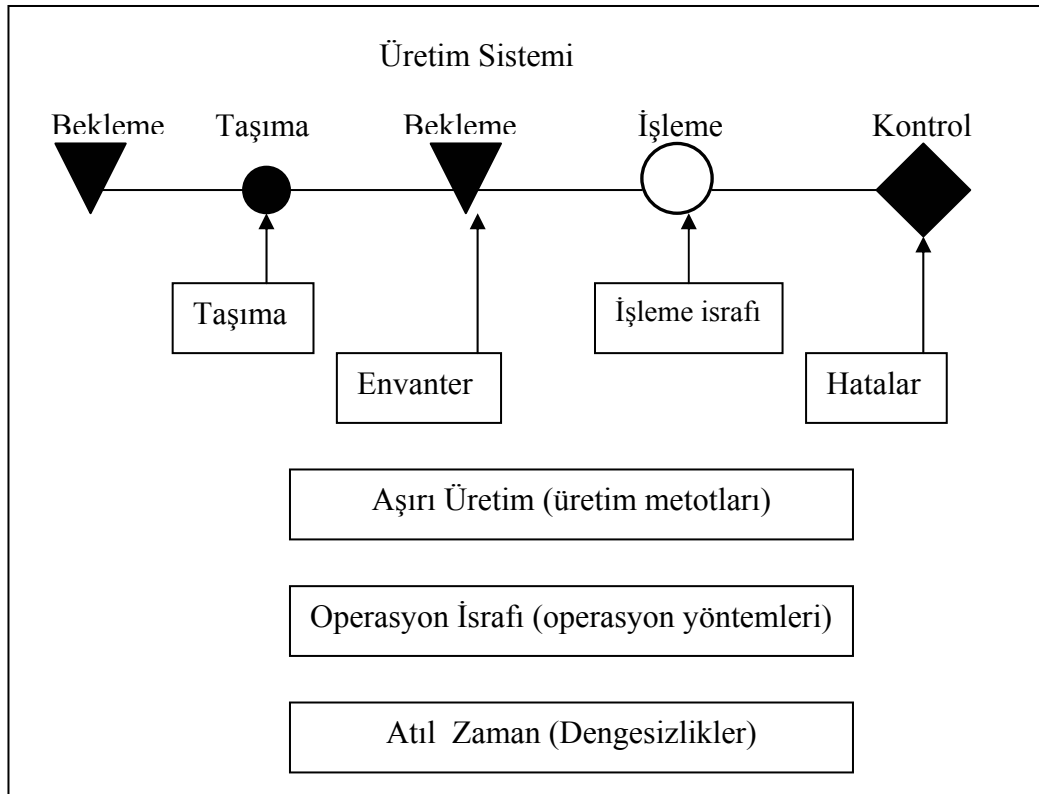 Üretim Sistemi
Bekleme Taşıma Bekleme İşleme Kontrol
Taşıma
İşleme israfı
Envanter
Hatalar
Aşırı Üretim (üretim metotları)
Operasyon İsrafı (operasyon yöntemleri)
Atıl Zaman (Dengesizlikler)